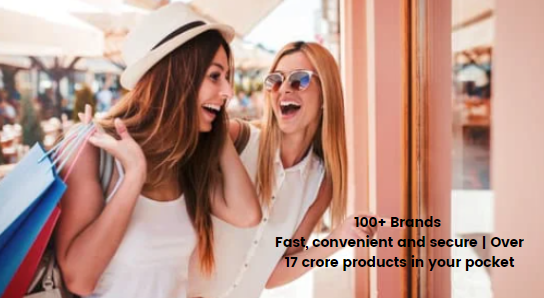 100+ Brands
Fast, convenient and secure | Over
17 crore products in your pocket